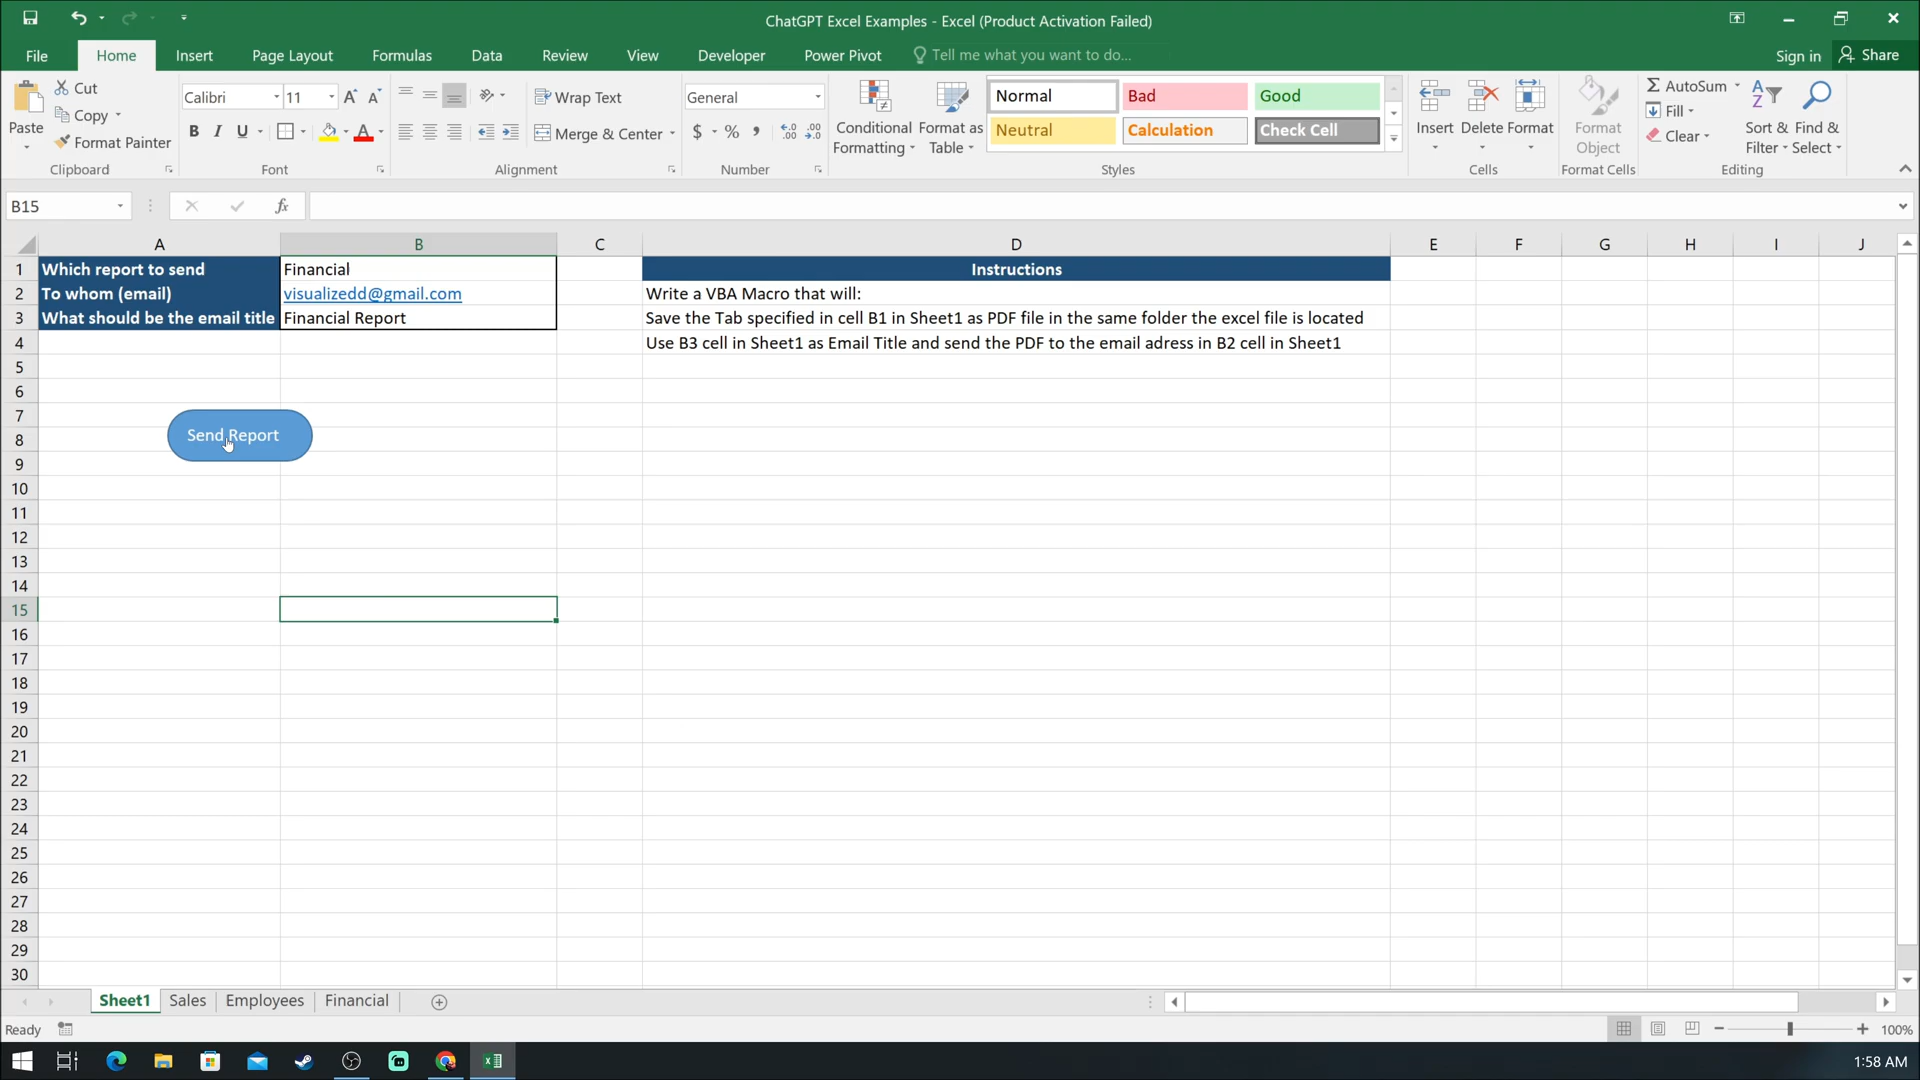 ChatGPT Excel Examples - Excel (Product Activation Failed)
File Home Insert Page Layout Formulas Data Review View Developer Power Pivot Tell me what you want to do... Sign in Share
Paste
Cut
Copy
Format Painter
Clipboard
Calibri 11
B I U A
Font
Wrap Text
Merge & Center
Alignment
General
$ % ,
Number
Conditional Formatting
Format as Table
Normal Bad Good
Neutral Calculation Check Cell
Styles
Insert Delete Format
Cells
Format Object
Format Cells
AutoSum
Fill
Clear
Sort & Filter
Find & Select
Editing
B15 fx
A B C D E F G H I J
1 Which report to send Financial Instructions
2 To whom (email) visualizedd@gmail.com Write a VBA Macro that will:
3 What should be the email title Financial Report Save the Tab specified in cell B1 in Sheet1 as PDF file in the same folder the excel file is located
4 Use B3 cell in Sheet1 as Email Title and send the PDF to the email adress in B2 cell in Sheet1
5
6
7
8 Send Report
9
10
11
12
13
14
15
16
17
18
19
20
21
22
23
24
25
26
27
28
29
30
Sheet1 Sales Employees Financial
Ready 100%
1:58 AM